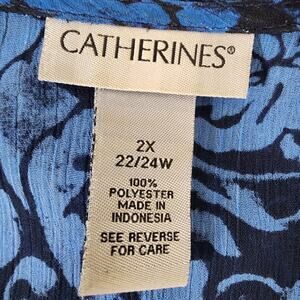 CATHERINES®
2X
22/24W
100%
POLYESTER
MADE IN
INDONESIA
SEE REVERSE
FOR CARE